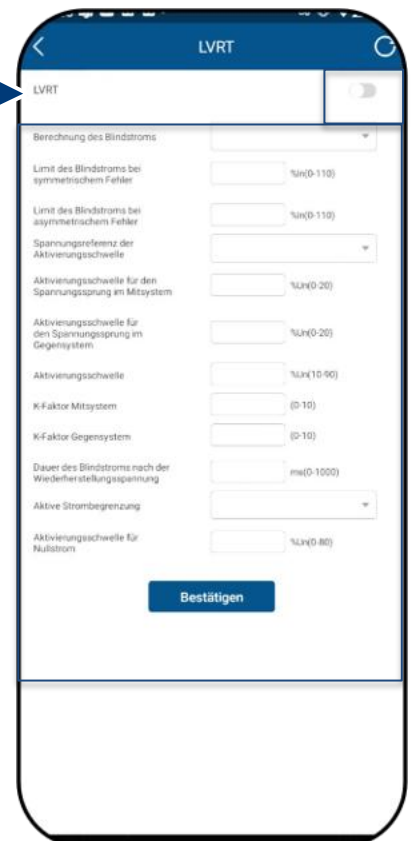 LVRT
LVRT
Berechnung des Blindstroms
Limit des Blindstroms bei
symmetrischem Fehler
%In(0-110)
Limit des Blindstroms bei
asymmetrischem Fehler
%In(0-110)
Spannungsreferenz der
Aktivierungsschwelle
Aktivierungsschwelle für den
Spannungssprung im Mitsystem
%Un(0-20)
Aktivierungsschwelle für
den Spannungssprung im
Gegensystem
%Un(0-20)
Aktivierungsschwelle
%Un(10-90)
K-Faktor Mitsystem
(0-10)
K-Faktor Gegensystem
(0-10)
Dauer des Blindstroms nach der
Wiederherstellungsspannung
ms(0-1000)
Aktive Strombegrenzung
Aktivierungsschwelle für
Nullstrom
%Un(0-80)
Bestätigen